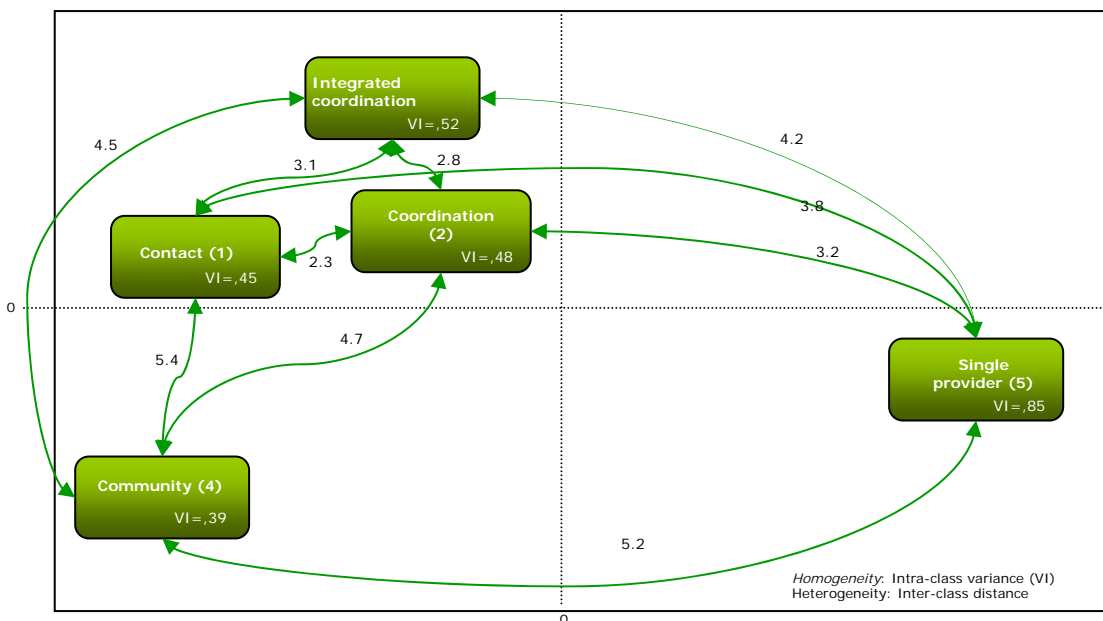 Integrated
coordination
VI=,52
4.5
4.2
3.1
2.8
3.8
Coordination
(2)
VI=,48
Contact (1)
VI=,45
2.3
3.2
0
4.7
5.4
Single
provider (5)
VI=,85
Community (4)
VI=,39
5.2
Homogeneity: Intra-class variance (VI)
Heterogeneity: Inter-class distance
0